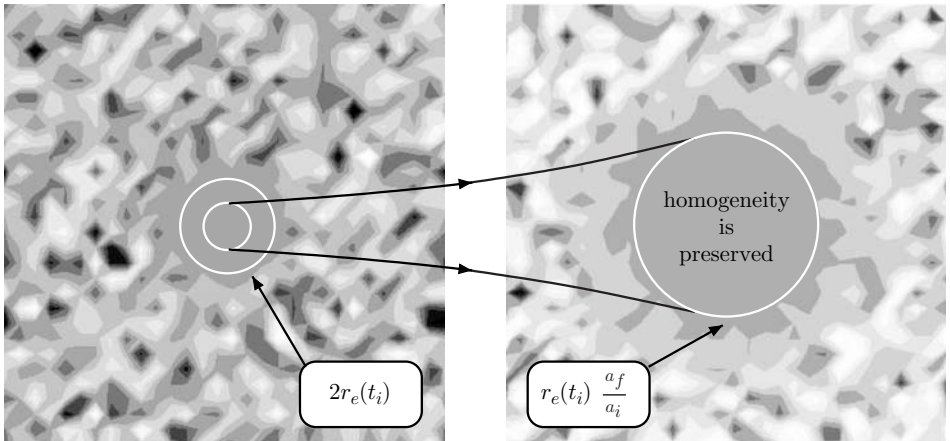 homogeneity
is
preserved
2r_e(t_i)
r_e(t_i) a_f/a_i